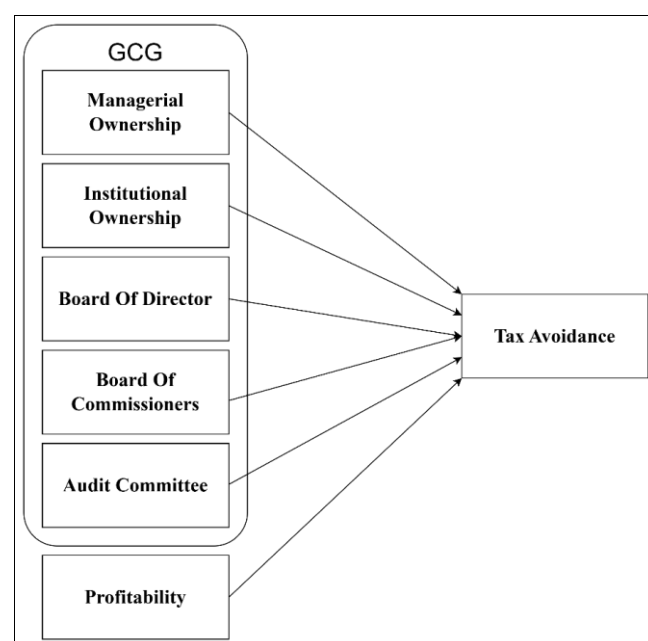 GCG
Managerial
Ownership
Institutional
Ownership
Board Of Director
Board Of
Commissioners
Audit Committee
Profitability
Tax Avoidance